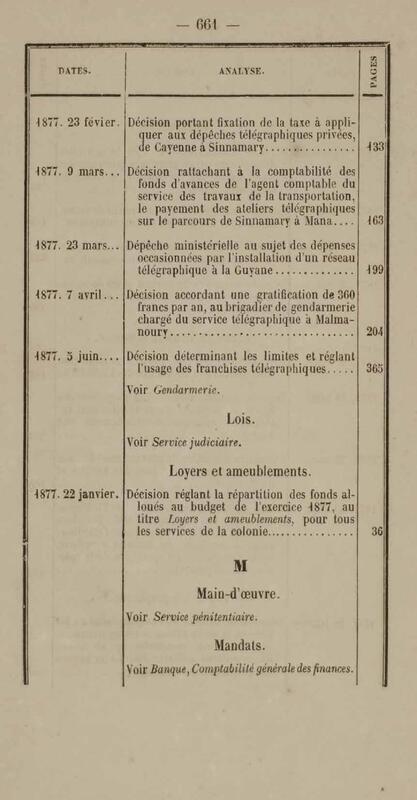 — 661 —
DATES.
ANALYSE.
PAGES
1877. 23 févier. Décision portant fixation de la taxe à appli-
quer aux dépêches télégraphiques privées,
de Cayenne à Sinnamary................ 133
1877. 9 mars... Décision rattachant à la comptabilité des
fonds d'avances de l'agent comptable du
service des travaux de la transportation,
le payement des ateliers télégraphiques
sur le parcours de Sinnamary à Mana.... 163
1877. 23 mars... Dépêche ministérielle au sujet des dépenses
occasionnées par l'installation d'un réseau
télégraphique à la Guyane.............. 199
1877. 7 avril... Décision accordant une gratification de 360
francs par an, au brigadier de gendarmerie
chargé du service télégraphique à Malma-
noury................................. 204
1877. 5 juin.... Décision déterminant les limites et réglant
l'usage des franchises télégraphiques..... 365
Voir Gendarmerie.
Lois.
Voir Service judiciaire.
Loyers et ameublements.
1877. 22 janvier. Décision réglant la répartition des fonds al-
loués au budget de l'exercice 1877, au
titre Loyers et ameublements, pour tous
les services de la colonie............... 36
M
Main-d'œuvre.
Voir Service pénitentiaire.
Mandats.
Voir Banque, Comptabilité générale des finances.